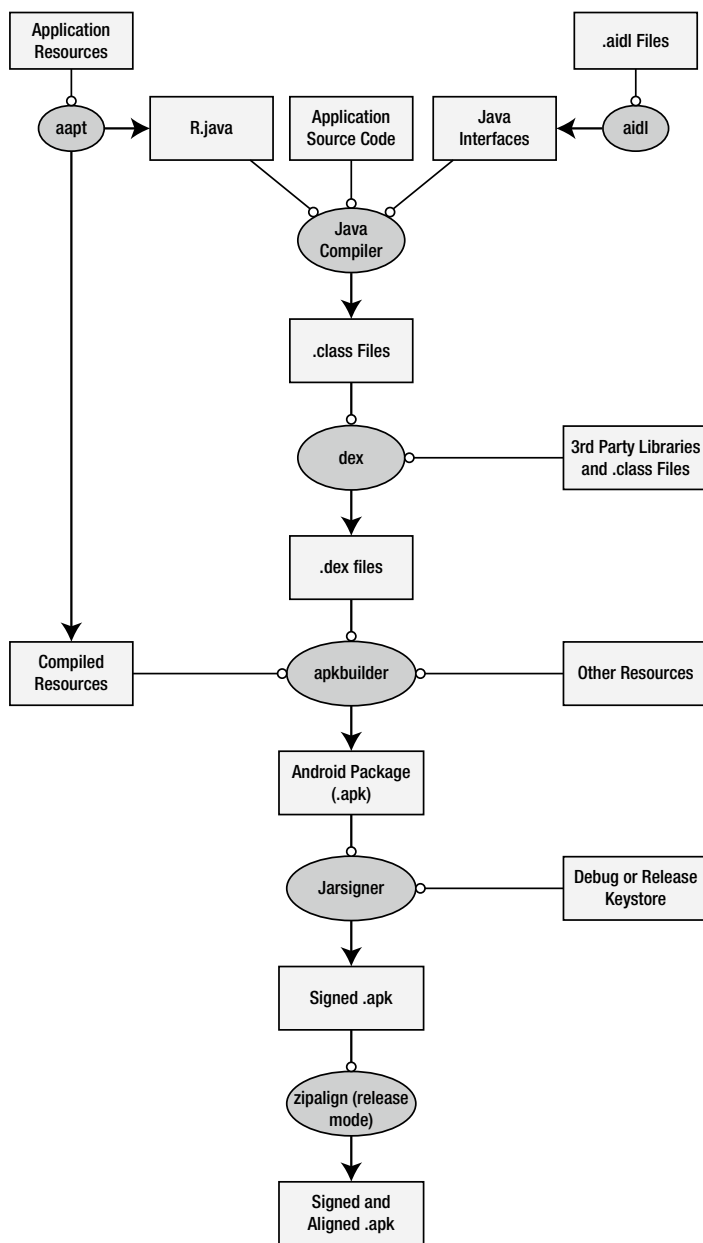 Application
Resources
.aidl Files
aapt
R.java
Application
Source Code
Java
Interfaces
aidl
Java
Compiler
.class Files
dex
3rd Party Libraries
and .class Files
.dex files
Compiled
Resources
apkbuilder
Other Resources
Android Package
(.apk)
Jarsigner
Debug or Release
Keystore
Signed .apk
zipalign (release
mode)
Signed and
Aligned .apk